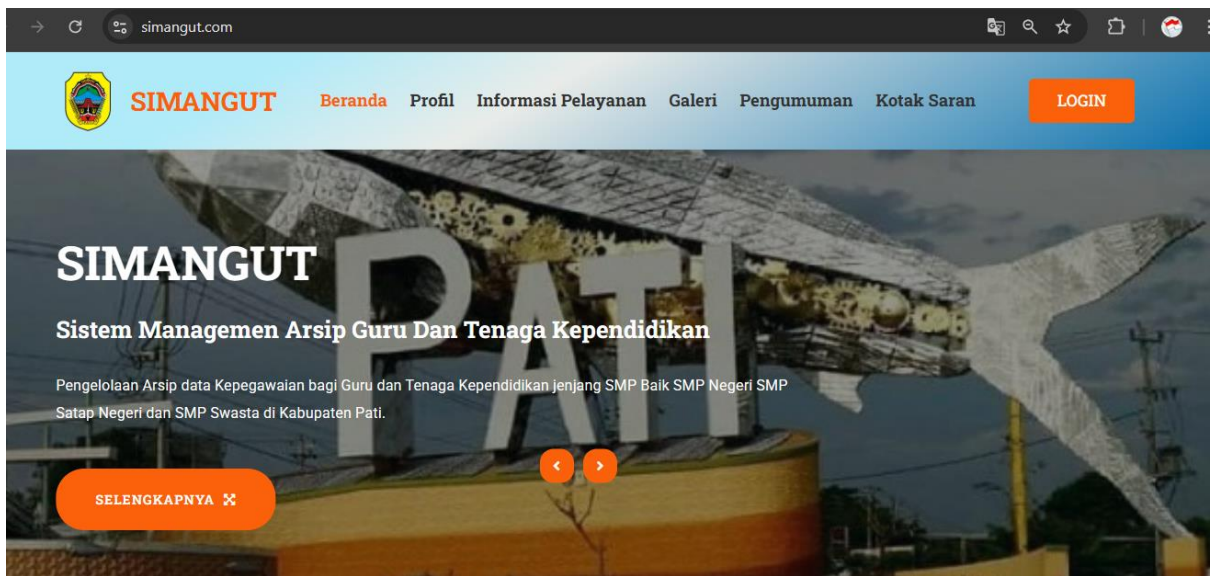 simangut.com
SIMANGUT
Beranda Profil Informasi Pelayanan Galeri Pengumuman Kotak Saran
LOGIN
PATI
SIMANGUT
Sistem Managemen Arsip Guru Dan Tenaga Kependidikan
Pengelolaan Arsip data Kepegawaian bagi Guru dan Tenaga Kependidikan jenjang SMP Baik SMP Negeri SMP
Satap Negeri dan SMP Swasta di Kabupaten Pati.
SELENGKAPNYA